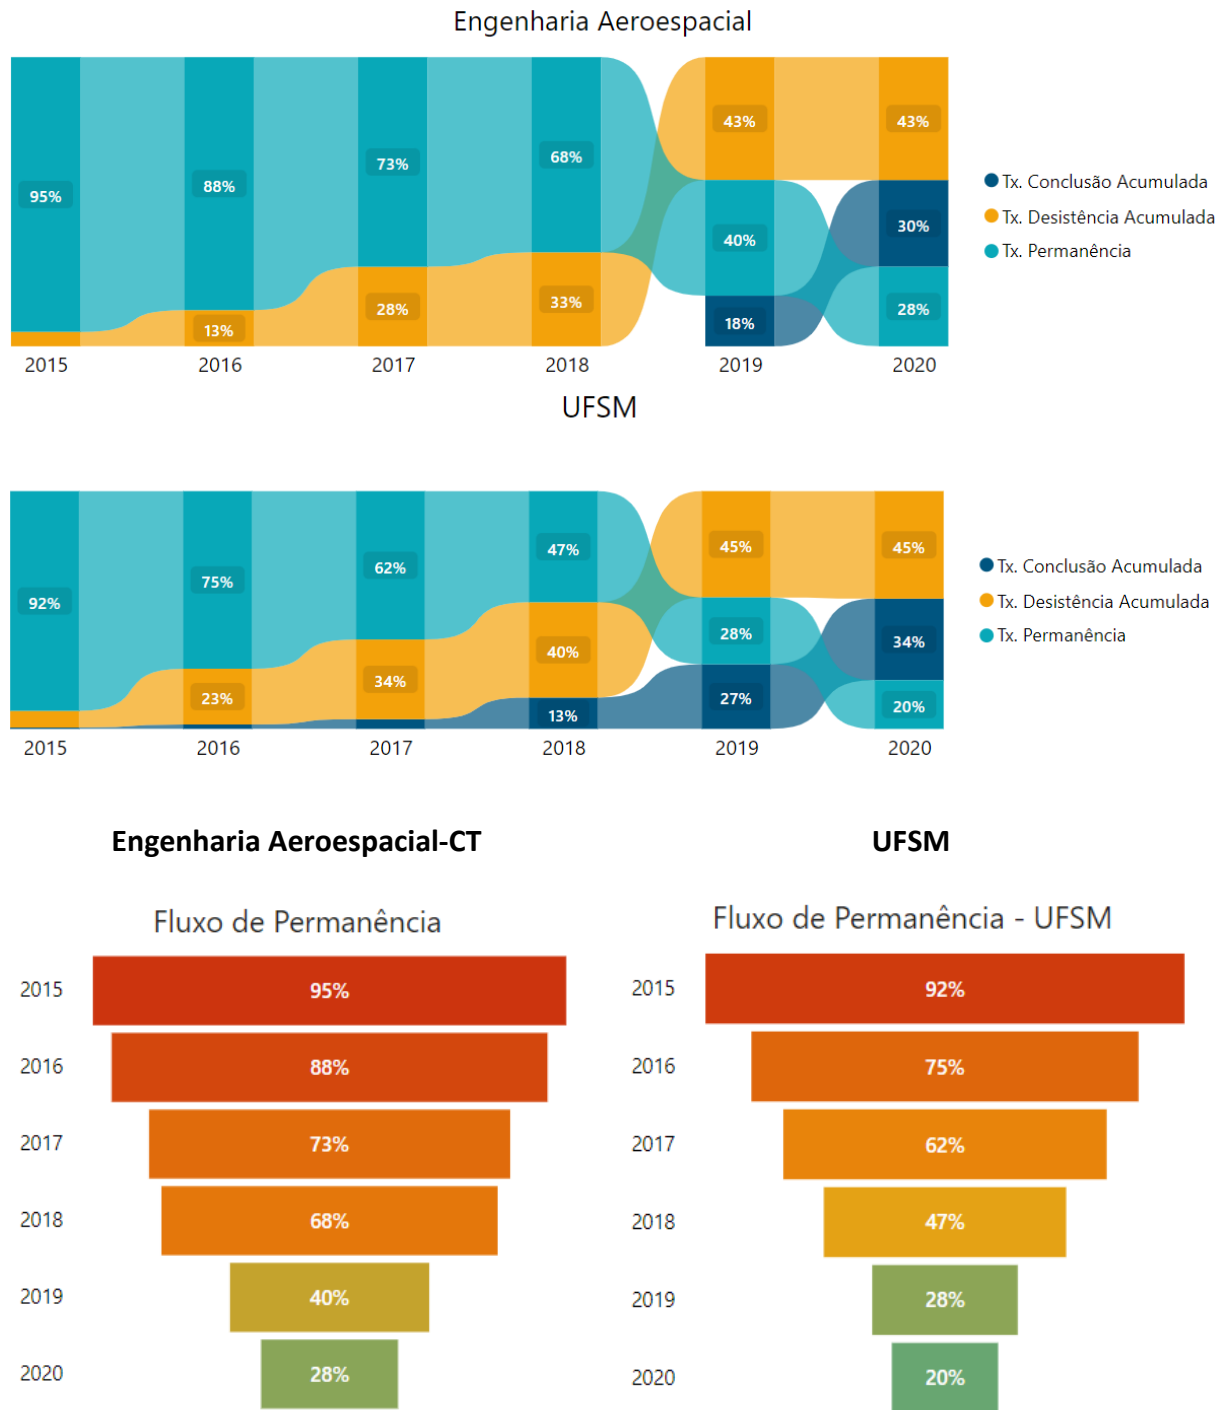 Engenharia Aeroespacial
95%
88%
73%
68%
43%
43%
13%
28%
33%
40%
30%
18%
28%
2015 2016 2017 2018 2019 2020
Tx. Conclusão Acumulada
Tx. Desistência Acumulada
Tx. Permanência
UFSM
92%
75%
62%
47%
45%
45%
23%
34%
40%
28%
34%
13%
27%
20%
2015 2016 2017 2018 2019 2020
Tx. Conclusão Acumulada
Tx. Desistência Acumulada
Tx. Permanência
Engenharia Aeroespacial-CT
Fluxo de Permanência
2015 95%
2016 88%
2017 73%
2018 68%
2019 40%
2020 28%
UFSM
Fluxo de Permanência - UFSM
2015 92%
2016 75%
2017 62%
2018 47%
2019 28%
2020 20%